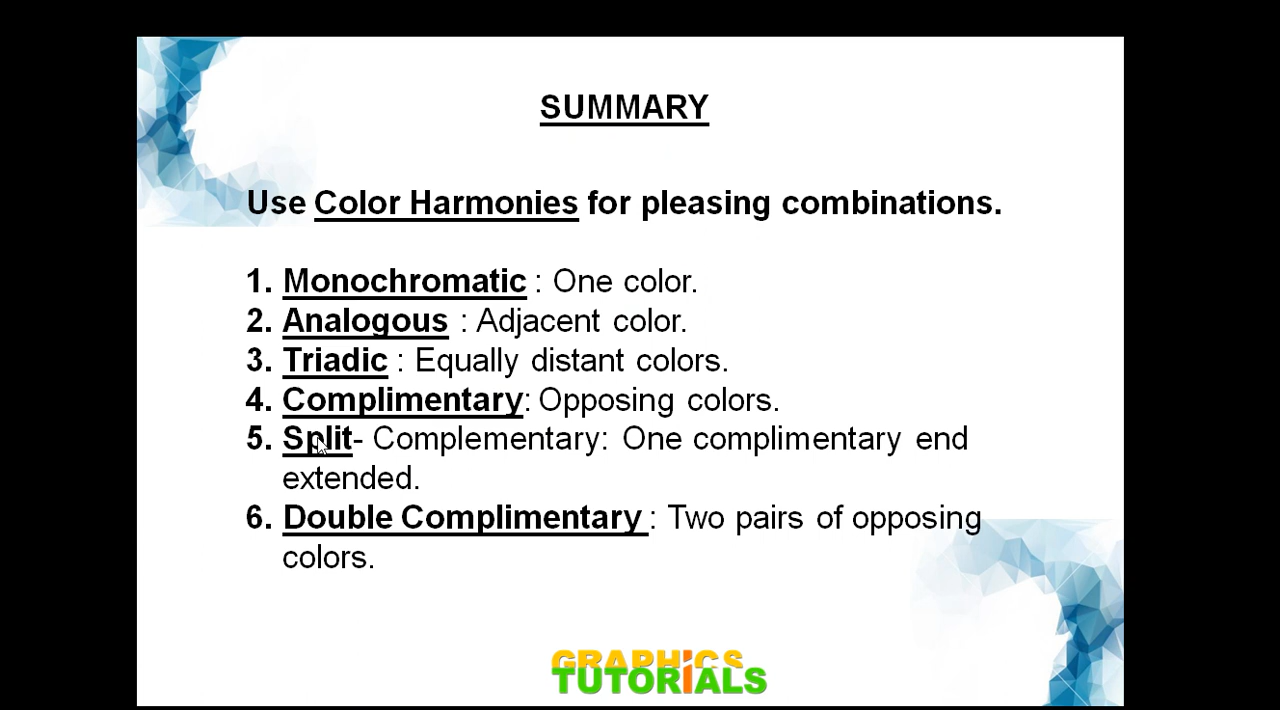 SUMMARY
Use Color Harmonies for pleasing combinations.
1. Monochromatic : One color.
2. Analogous : Adjacent color.
3. Triadic : Equally distant colors.
4. Complimentary: Opposing colors.
5. Split- Complementary: One complimentary end
extended.
6. Double Complimentary : Two pairs of opposing
colors.
GRAPHiCS
TUTORiALS